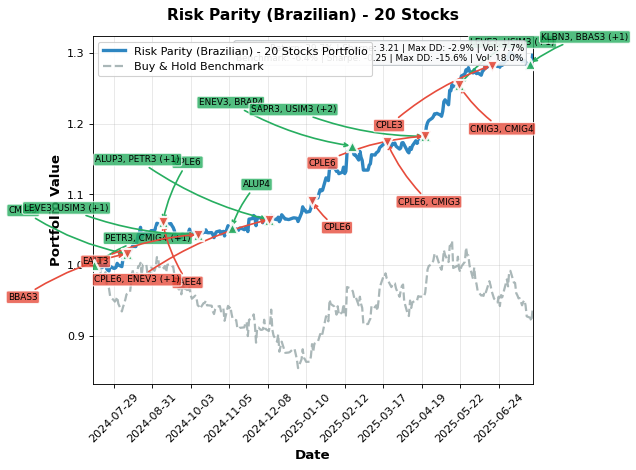 Risk Parity (Brazilian) - 20 Stocks
KLBN3, BBAS3 (+1)
Risk Parity (Brazilian) - 20 Stocks Portfolio
Buy & Hold Benchmark
: 3.21 | Max DD: -2.9% | Vol: 7.7%
.25 | Max DD: -15.6% | Vol: 18.0%
1.3
1.2
1.1
1.0
0.9
ENEV3, BRAP4
SAPR3, USIM3 (+2)
CPLE3
CMIG3, CMIG4
ALUP3, PETR3 (+1)
CPLE6
ALUP4
CPLE6, CMIG3
LEVE3, USIM3 (+1)
CPLE6
PETR3, CMIG4 (+1)
CPLE6, ENEV3 (+1)
BBAS3
Portfolio Value
2024-07-29
2024-08-31
2024-10-03
2024-11-05
2024-12-08
2025-01-10
2025-02-12
2025-03-17
2025-04-19
2025-05-22
2025-06-24
Date